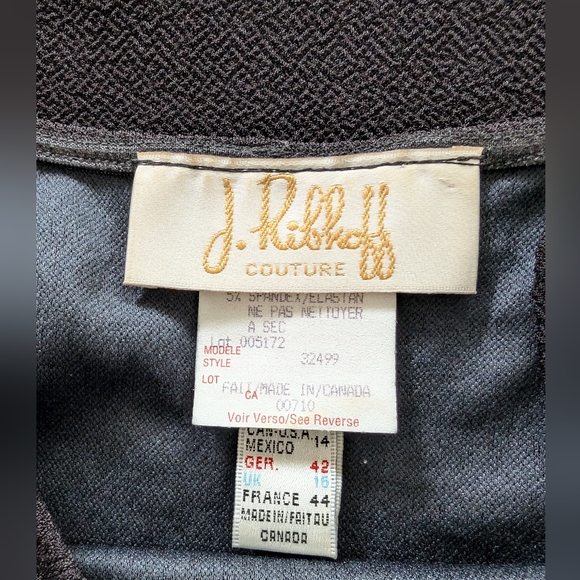 J. Ribkoff
COUTURE
5% SPANDEX/ELASTAN
NE PAS NETTOYER
A SEC
Lot 005172
MODELE
STYLE 32499
LOT
FAIT/MADE IN/CANADA
CA 00710
Voir Verso/See Reverse
CAN-U.S.A. 14
MEXICO
GER. 42
UK 16
FRANCE 44
MADE IN/FAIT AU
CANADA